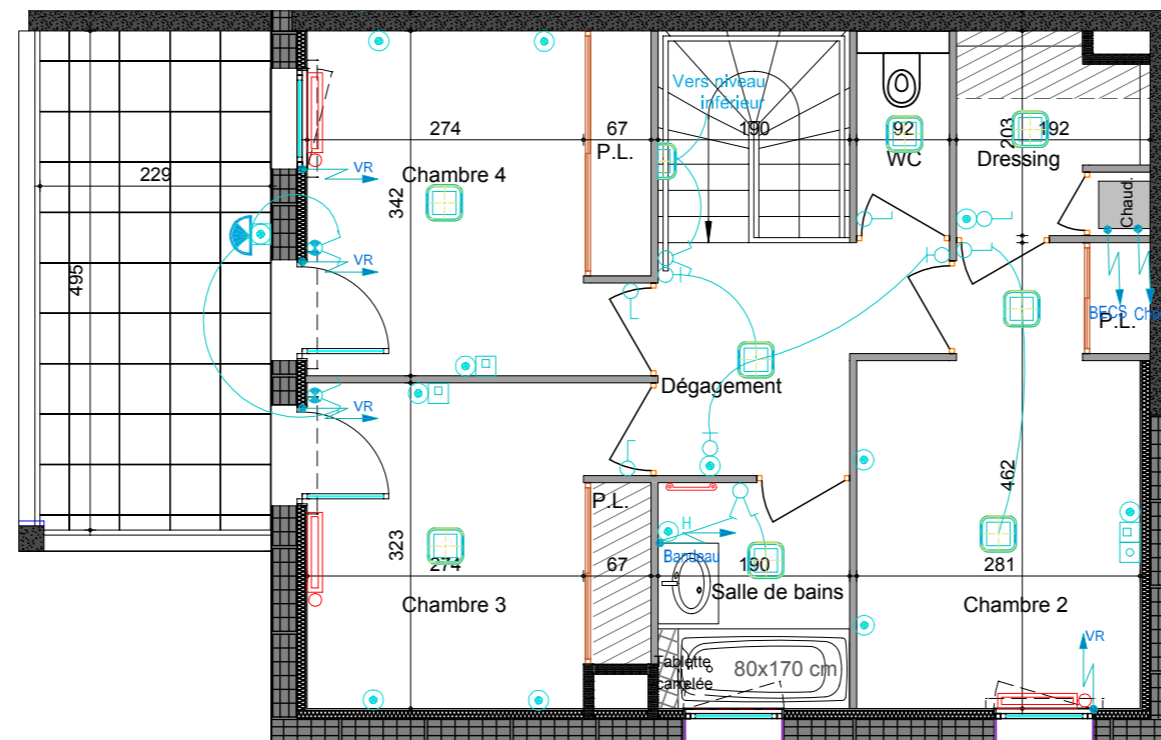 Vers niveau
inférieur
274
67
190
92
203
192
P.L.
WC
Dressing
229
Chambre 4
VR
342
Chaud.
495
VR
BECS
Cha
P.L.
Dégagement
VR
462
P.L.
H
Bandeau
323
274
67
190
281
Chambre 3
Salle de bains
Chambre 2
VR
Tablette
carrelée
80x170 cm